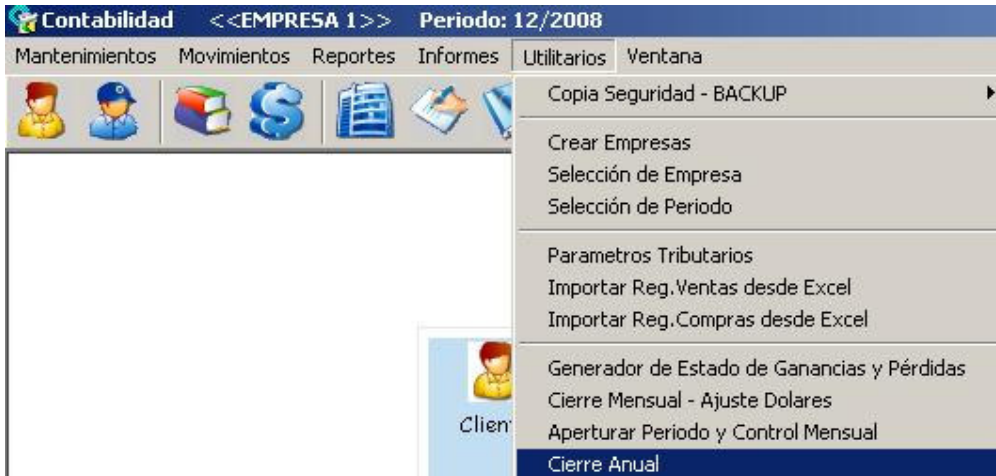 Contabilidad <<EMPRESA 1>> Periodo: 12/2008
Mantenimientos Movimientos Reportes Informes Utilitarios Ventana
Copia Seguridad - BACKUP
Crear Empresas
Selección de Empresa
Selección de Periodo
Parametros Tributarios
Importar Reg.Ventas desde Excel
Importar Reg.Compras desde Excel
Generador de Estado de Ganancias y Pérdidas
Cierre Mensual - Ajuste Dolares
Clien
Aperturar Periodo y Control Mensual
Cierre Anual